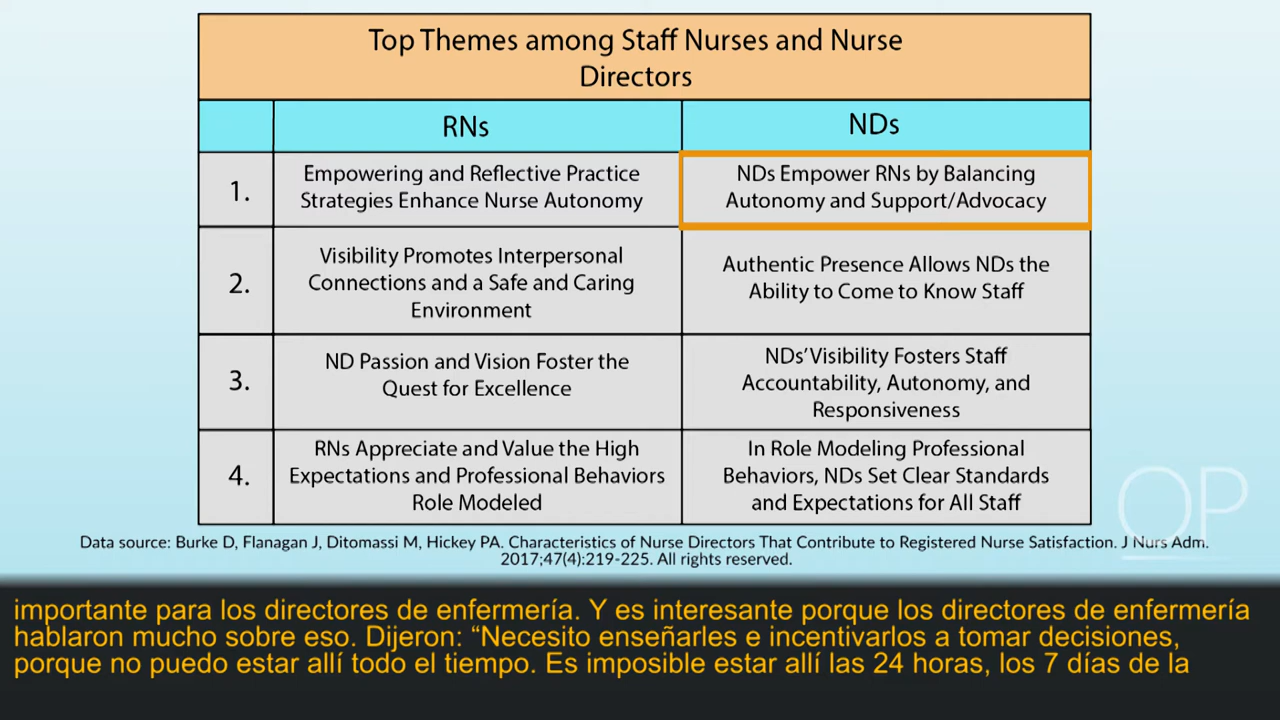 Top Themes among Staff Nurses and Nurse
Directors
RNs
NDs
1.
Empowering and Reflective Practice
Strategies Enhance Nurse Autonomy
NDs Empower RNs by Balancing
Autonomy and Support/Advocacy
2.
Visibility Promotes Interpersonal
Connections and a Safe and Caring
Environment
Authentic Presence Allows NDs the
Ability to Come to Know Staff
3.
ND Passion and Vision Foster the
Quest for Excellence
NDs' Visibility Fosters Staff
Accountability, Autonomy, and
Responsiveness
4.
RNs Appreciate and Value the High
Expectations and Professional Behaviors
Role Modeled
In Role Modeling Professional
Behaviors, NDs Set Clear Standards
and Expectations for All Staff
OP
Data source: Burke D, Flanagan J, Ditomassi M, Hickey PA. Characteristics of Nurse Directors That Contribute to Registered Nurse Satisfaction. J Nurs Adm.
2017;47(4):219-225. All rights reserved.
importante para los directores de enfermería. Y es interesante porque los directores de enfermería
hablaron mucho sobre eso. Dijeron: “Necesito enseñarles e incentivarlos a tomar decisiones,
porque no puedo estar allí todo el tiempo. Es imposible estar allí las 24 horas, los 7 días de la